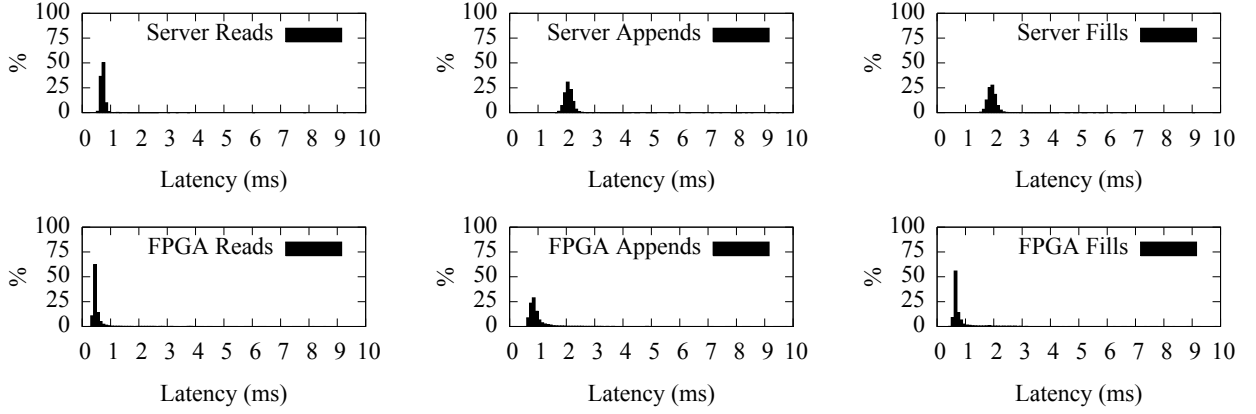 100
75
50
25
0
%
Server Reads
0 1 2 3 4 5 6 7 8 9 10
Latency (ms)
100
75
50
25
0
%
Server Appends
0 1 2 3 4 5 6 7 8 9 10
Latency (ms)
100
75
50
25
0
%
Server Fills
0 1 2 3 4 5 6 7 8 9 10
Latency (ms)
100
75
50
25
0
%
FPGA Reads
0 1 2 3 4 5 6 7 8 9 10
Latency (ms)
100
75
50
25
0
%
FPGA Appends
0 1 2 3 4 5 6 7 8 9 10
Latency (ms)
100
75
50
25
0
%
FPGA Fills
0 1 2 3 4 5 6 7 8 9 10
Latency (ms)